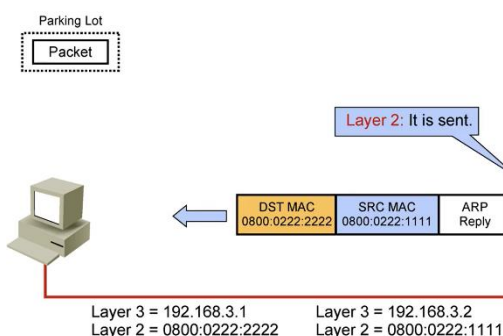 Parking Lot
Packet
Layer 2: It is sent.
DST MAC
0800:0222:2222
SRC MAC
0800:0222:1111
ARP
Reply
Layer 3 = 192.168.3.1
Layer 2 = 0800:0222:2222
Layer 3 = 192.168.3.2
Layer 2 = 0800:0222:1111